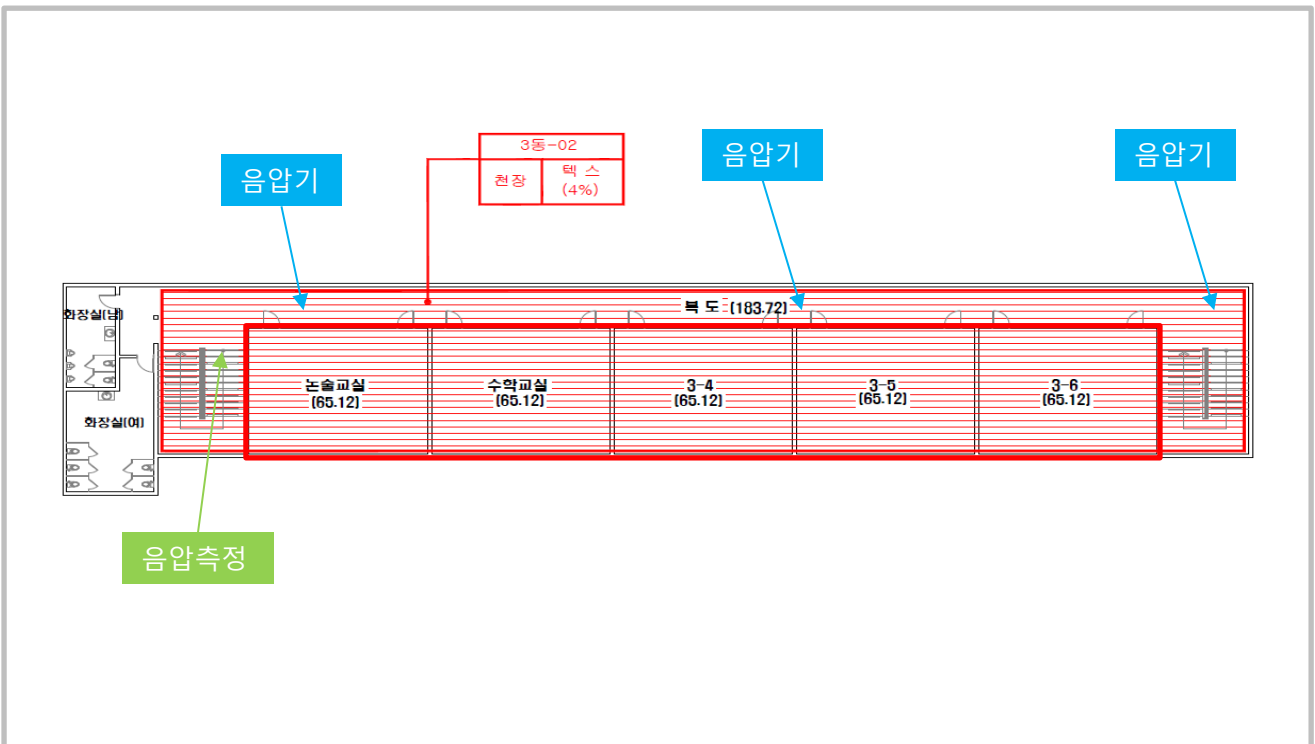 3동-02
천장
텍 스
(4%)
음압기
음압기
음압기
화장실(남)
복 도 (183.72)
논술교실
(65.12)
수학교실
(65.12)
3-4
(65.12)
3-5
(65.12)
3-6
(65.12)
화장실(여)
음압측정